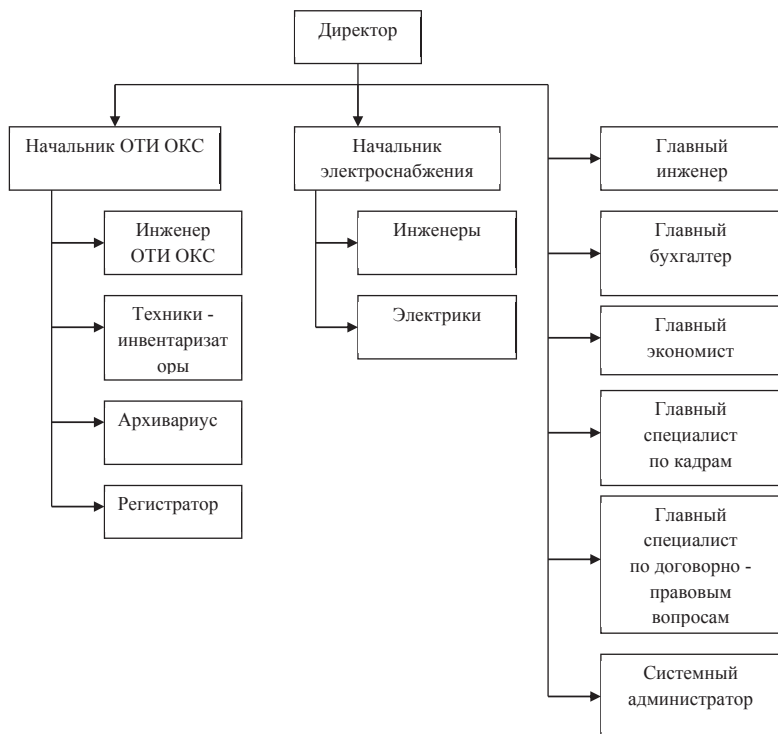 Директор
Начальник ОТИ ОКС
Инженер
ОТИ ОКС
Техники -
инвентаризат
оры
Архивариус
Регистратор
Начальник
электроснабжения
Инженеры
Электрики
Главный
инженер
Главный
бухгалтер
Главный
экономист
Главный
специалист
по кадрам
Главный
специалист
по договорно -
правовым
вопросам
Системный
администратор